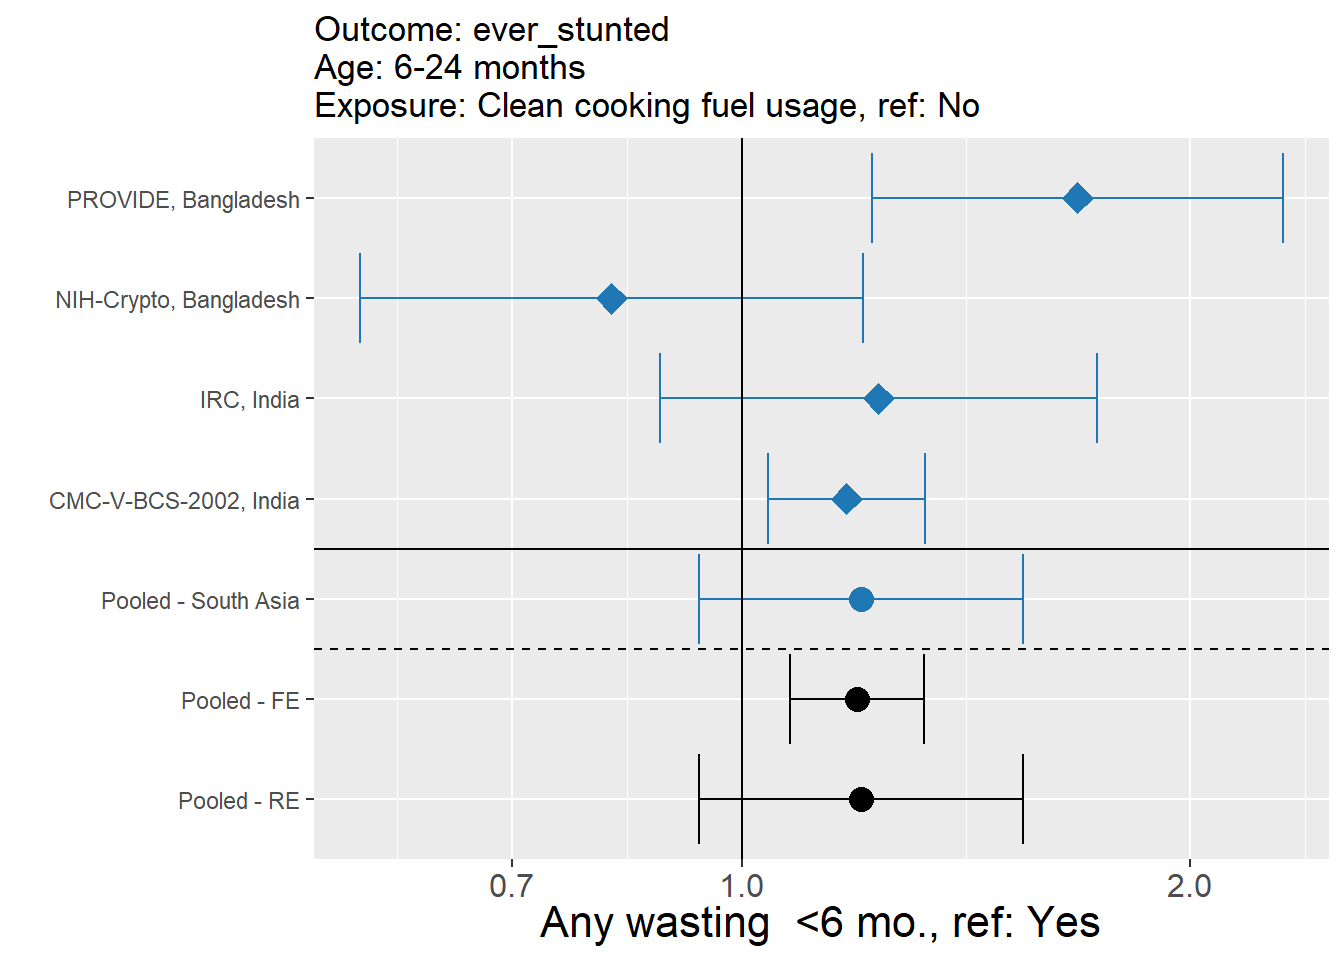 Outcome: ever_stunted
Age: 6-24 months
Exposure: Clean cooking fuel usage, ref: No
PROVIDE, Bangladesh
NIH-Crypto, Bangladesh
IRC, India
CMC-V-BCS-2002, India
Pooled - South Asia
Pooled - FE
Pooled - RE
0.7 1.0 2.0
Any wasting  <6 mo., ref: Yes